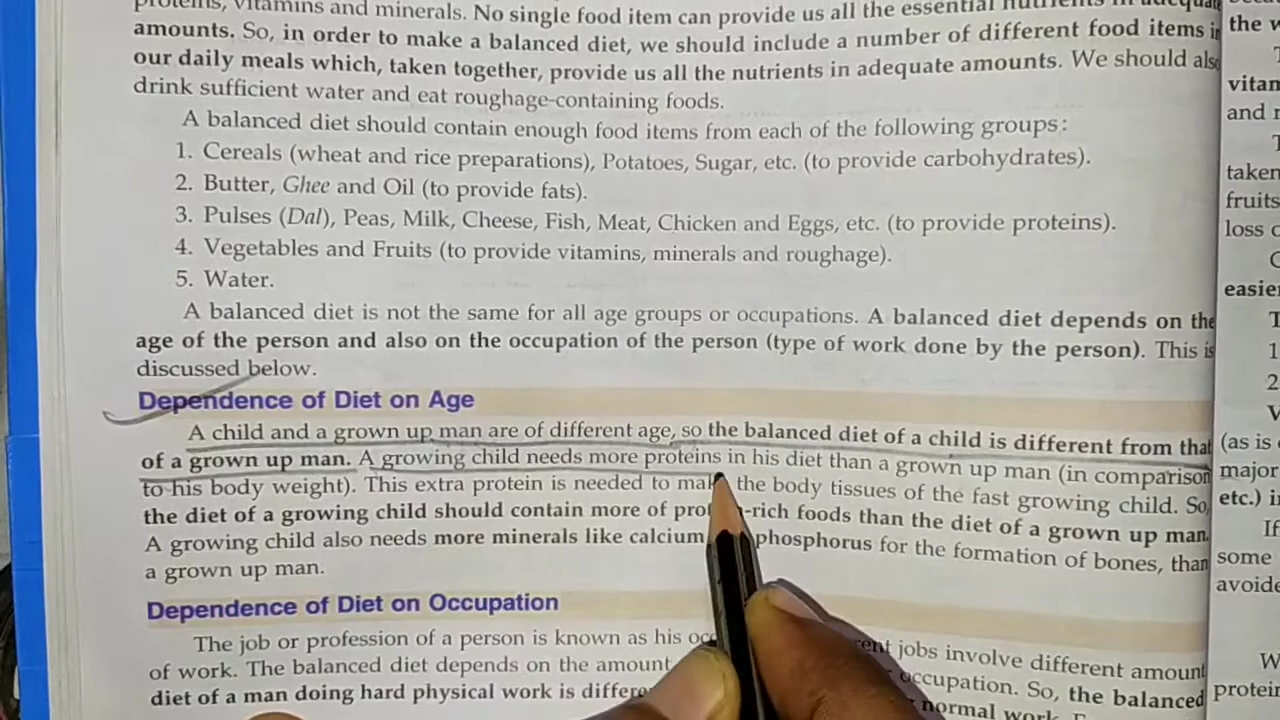 proteins, vitamins and minerals. No single food item can provide us all the essential nutrients in adequate
amounts. So, in order to make a balanced diet, we should include a number of different food items in
our daily meals which, taken together, provide us all the nutrients in adequate amounts. We should also
drink sufficient water and eat roughage-containing foods.
A balanced diet should contain enough food items from each of the following groups:
1. Cereals (wheat and rice preparations), Potatoes, Sugar, etc. (to provide carbohydrates).
2. Butter, Ghee and Oil (to provide fats).
3. Pulses (Dal), Peas, Milk, Cheese, Fish, Meat, Chicken and Eggs, etc. (to provide proteins).
4. Vegetables and Fruits (to provide vitamins, minerals and roughage).
5. Water.
A balanced diet is not the same for all age groups or occupations. A balanced diet depends on the
age of the person and also on the occupation of the person (type of work done by the person). This is
discussed below.
Dependence of Diet on Age
A child and a grown up man are of different age, so the balanced diet of a child is different from that
of a grown up man. A growing child needs more proteins in his diet than a grown up man (in comparison
to his body weight). This extra protein is needed to make the body tissues of the fast growing child. So,
the diet of a growing child should contain more of -rich foods than the diet of a grown up man.
A growing child also needs more minerals like calcium phosphorus for the formation of bones, than
a grown up man.
Dependence of Diet on Occupation
The job or profession of a person is known as his jobs involve different amount
of work. The balanced diet depends on the amount occupation. So, the balanced
diet of a man doing hard physical work is normal work.
the
vitam
and
taken
fruits
loss
easier
1
2
(as is
major
etc.)
If
some
avoide
protein